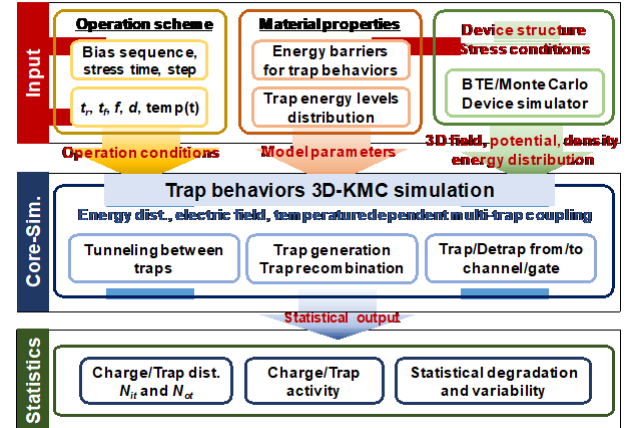 Input
Operation scheme
Bias sequence,
stress time, step
tr, tf, f, d, temp(t)
Operation conditions
Material properties
Energy barriers
for trap behaviors
Trap energy levels
distribution
Model parameters
Device structure
Stress conditions
BTE/Monte Carlo
Device simulator
3D field, potential, density
energy distribution
Core-Sim.
Trap behaviors 3D-KMC simulation
Energy dist., electric field, temperature dependent multi-trap coupling
Tunneling between
traps
Trap generation
Trap recombination
Trap/Detrap from/to
channel/gate
Statistical output
Statistics
Charge/Trap dist.
Nit and Not
Charge/Trap
activity
Statistical degradation
and variability